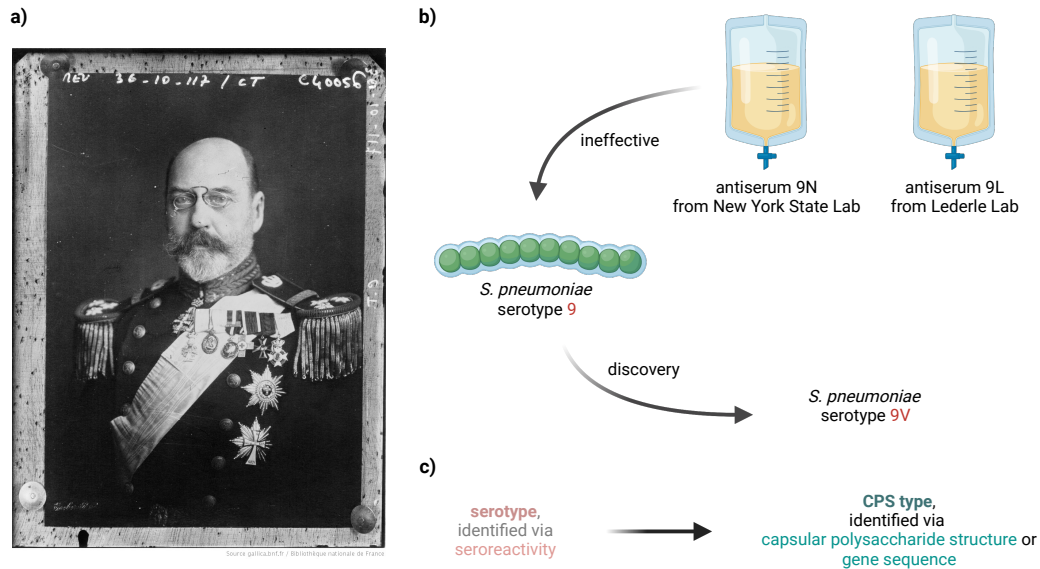 a)
REV 36-10-117 / CT C40056
Source gallica.bnf.fr / Bibliothèque nationale de France
b)
ineffective
antiserum 9N
from New York State Lab
antiserum 9L
from Lederle Lab
S. pneumoniae
serotype 9
discovery
S. pneumoniae
serotype 9V
c)
serotype,
identified via
seroreactivity
CPS type,
identified via
capsular polysaccharide structure or
gene sequence